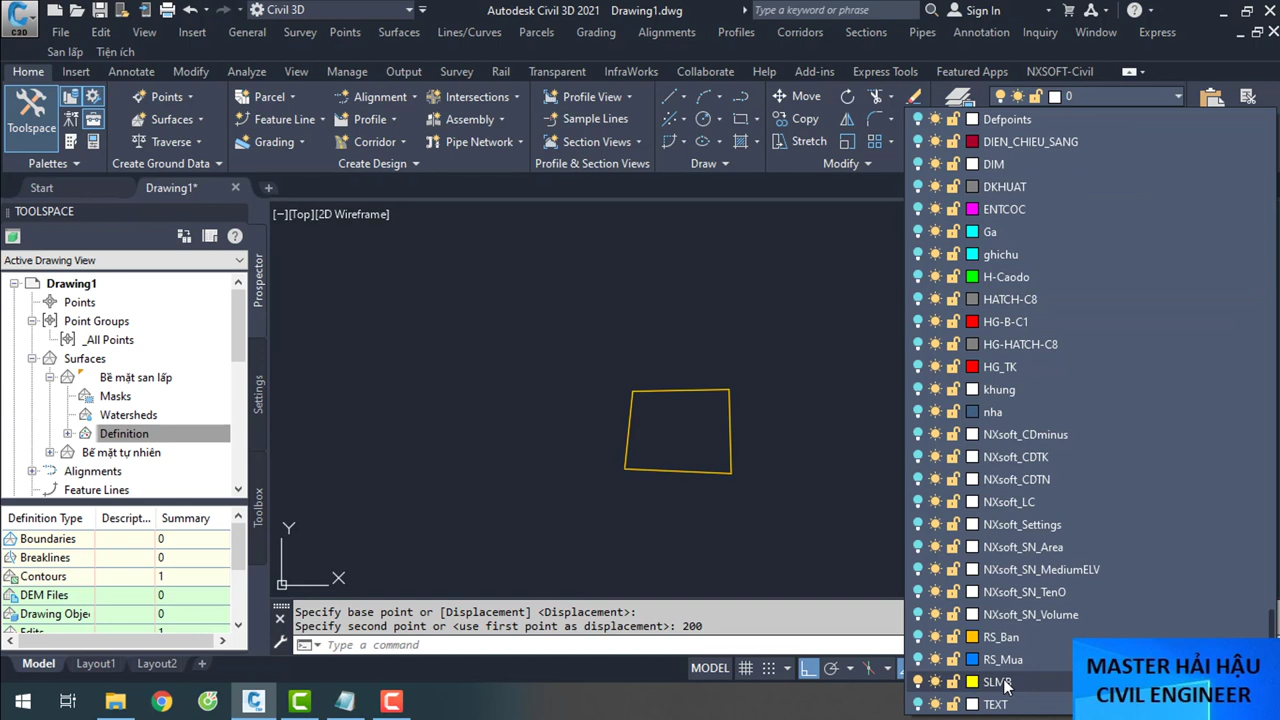 C3D
Civil 3D
Autodesk Civil 3D 2021 Drawing1.dwg
Type a keyword or phrase
Sign In
File Edit View Insert General Survey Points Surfaces Lines/Curves Parcels Grading Alignments Profiles Corridors Sections Pipes Annotation Inquiry Window Express
San lấp Tiện ích
Home Insert Annotate Modify Analyze View Manage Output Survey Rail Transparent InfraWorks Collaborate Help Add-ins Express Tools Featured Apps NXSOFT-Civil
Points Parcel Alignment Intersections Profile View Move 0
Toolspace Surfaces Feature Line Profile Assembly Sample Lines Copy
Traverse Grading Corridor Pipe Network Section Views Stretch
Palettes Create Ground Data Create Design Profile & Section Views Draw Modify
Start Drawing1*
TOOLSPACE
Active Drawing View
Drawing1
Points
Point Groups
_All Points
Surfaces
Bề mặt san lấp
Masks
Watersheds
Definition
Bề mặt tự nhiên
Alignments
Feature Lines
Prospector
Settings
Toolbox
Definition Type Descript... Summary
Boundaries 0
Breaklines 0
Contours 1
DEM Files 0
Drawing Obje 0
[−][Top][2D Wireframe]
Y
X
Specify base point or [Displacement] <Displacement>:
Specify second point or <use first point as displacement>: 200
Type a command
Model Layout1 Layout2
MODEL
Defpoints
DIEN_CHIEU_SANG
DIM
DKHUAT
ENTCOC
Ga
ghichu
H-Caodo
HATCH-C8
HG-B-C1
HG-HATCH-C8
HG_TK
khung
nha
NXsoft_CDminus
NXsoft_CDTK
NXsoft_CDTN
NXsoft_LC
NXsoft_Settings
NXsoft_SN_Area
NXsoft_SN_MediumELV
NXsoft_SN_TenO
NXsoft_SN_Volume
RS_Ban
RS_Mua
TEXT
MASTER HẢI HẬU
CIVIL ENGINEER